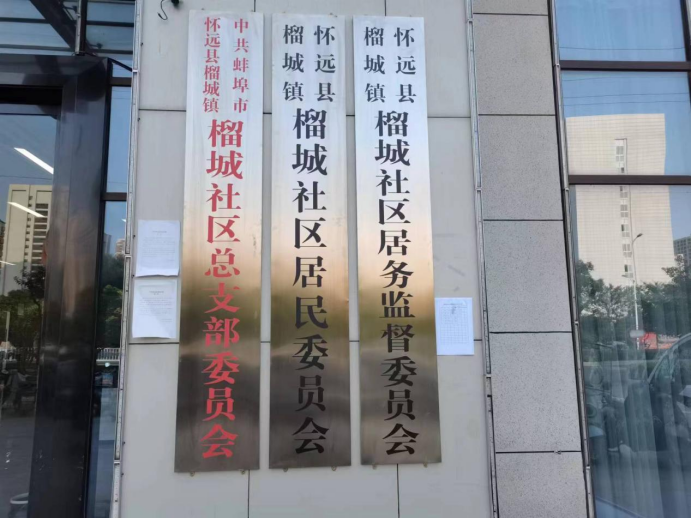 中共蚌埠市
怀远县榴城镇
榴城社区总支部委员会
怀远县
榴城镇
榴城社区居民委员会
怀远县
榴城镇
榴城社区居务监督委员会